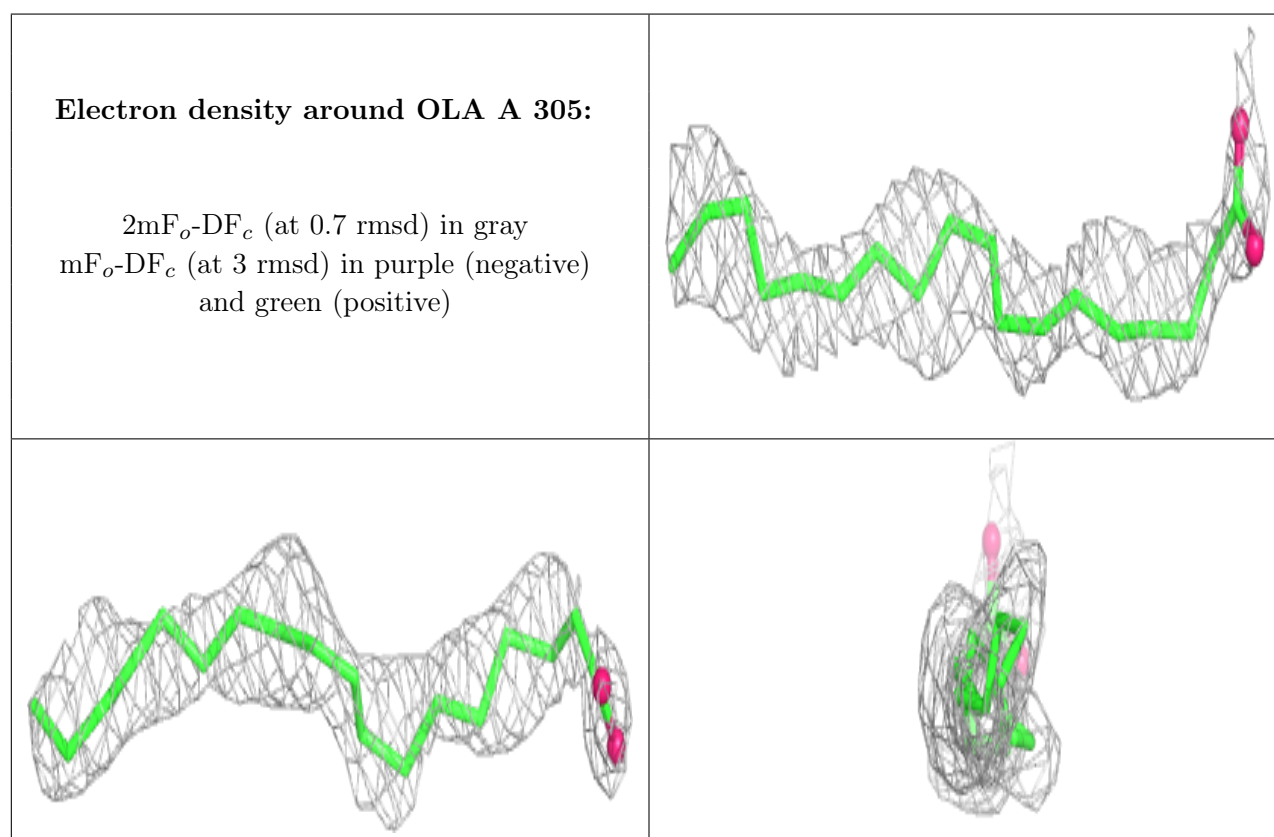 Electron density around OLA A 305:
2mFo-DFc (at 0.7 rmsd) in gray
mFo-DFc (at 3 rmsd) in purple (negative)
and green (positive)